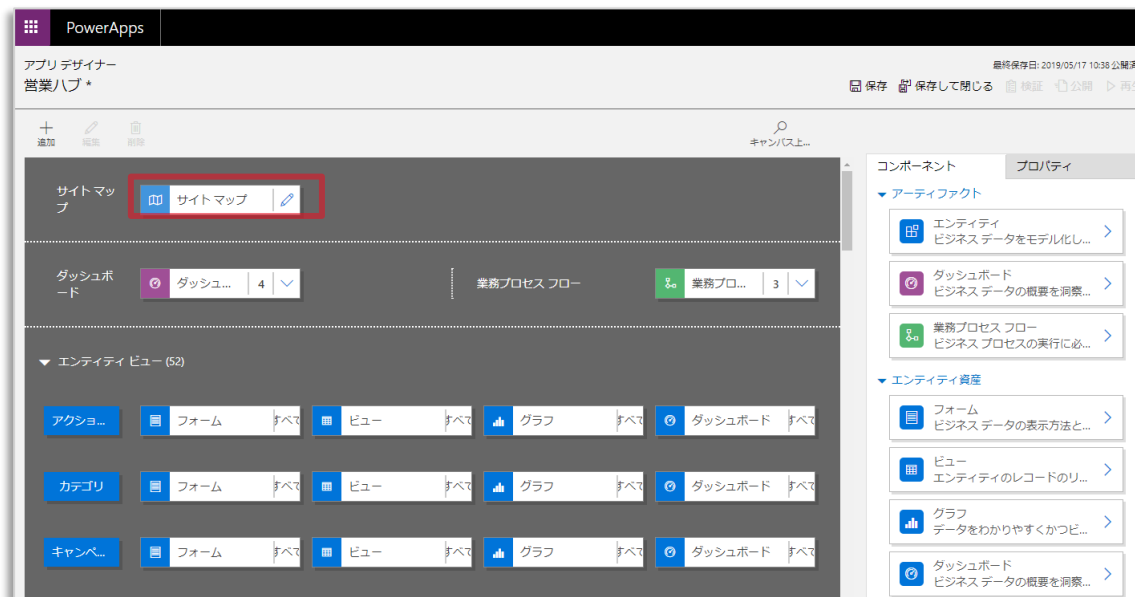 PowerApps
アプリ デザイナー
営業ハブ *
最終保存日: 2019/05/17 10:38 公開済
保存 保存して閉じる 検証 公開 再生
追加 編集 削除
キャンバス上...
サイト マッ
プ
サイト マップ
ダッシュボ
ード
ダッシュ... 4
業務プロセス フロー
業務プロ... 3
エンティティ ビュー (52)
アクショ... フォーム すべて ビュー すべて グラフ すべて ダッシュボード すべて
カテゴリ フォーム すべて ビュー すべて グラフ すべて ダッシュボード すべて
キャンペ... フォーム すべて ビュー すべて グラフ すべて ダッシュボード すべて
コンポーネント プロパティ
アーティファクト
エンティティ
ビジネス データをモデル化し...
ダッシュボード
ビジネス データの概要を洞察...
業務プロセス フロー
ビジネス プロセスの実行に必...
エンティティ資産
フォーム
ビジネス データの表示方法と...
ビュー
エンティティのレコードのリ...
グラフ
データをわかりやすくかつビ...
ダッシュボード
ビジネス データの概要を洞察...